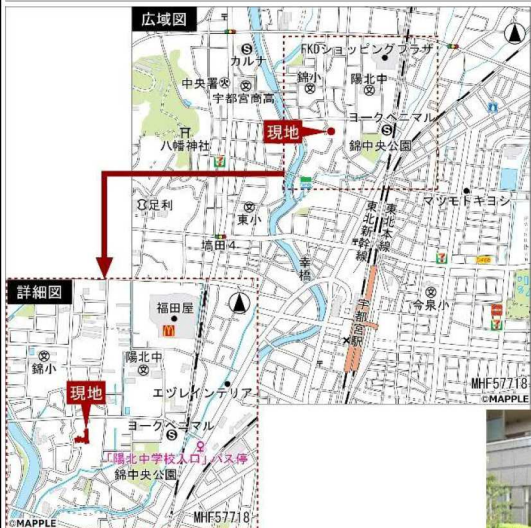 広域図
FKDショッピングプラザ
カルナ
錦小
陽北中
中央署
宇都宮商高
ヨークベニマル
現地
錦中央公園
八幡神社
足利
東小
東北本線
東北新幹線
マツモトキヨシ
塙田4
幸橋
今泉小
宇都宮駅
MHF57718
©MAPPLE
詳細図
福田屋
陽北中
錦小
エヅレインテリア
現地
ヨークベニマル
「陽北中学校入口」バス停
錦中央公園
MHF57718
©MAPPLE